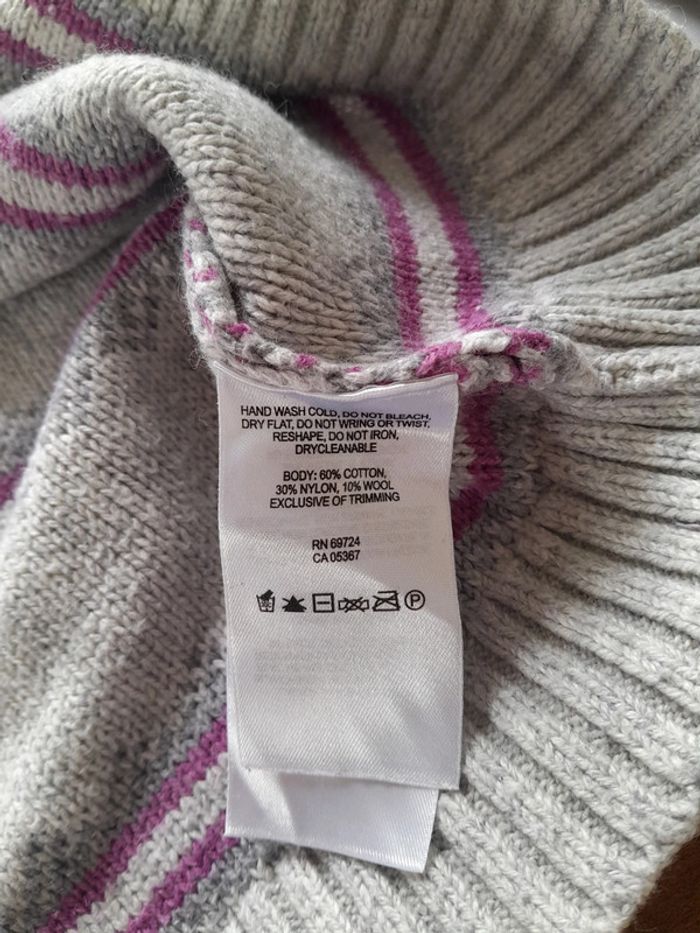 HAND WASH COLD, DO NOT BLEACH,
DRY FLAT, DO NOT WRING OR TWIST,
RESHAPE, DO NOT IRON,
DRYCLEANABLE
BODY: 60% COTTON,
30% NYLON, 10% WOOL
EXCLUSIVE OF TRIMMING
RN 69724
CA 05367
P